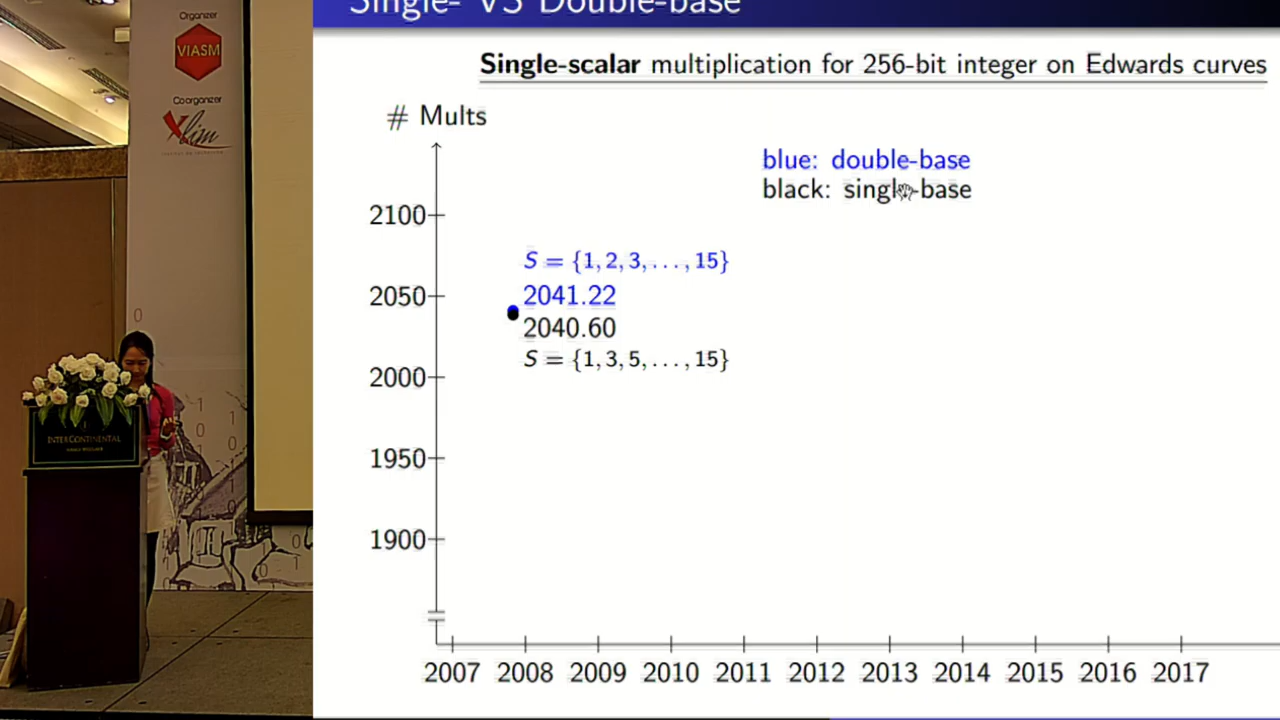 Single- VS Double-base
Organizer
VIASM
Coorganizer
Xlim
INTERCONTINENTAL
Single-scalar multiplication for 256-bit integer on Edwards curves
# Mults
blue: double-base
black: single-base
2100
2050
2000
1950
1900
S = {1, 2, 3, . . . , 15}
2041.22
2040.60
S = {1, 3, 5, . . . , 15}
2007 2008 2009 2010 2011 2012 2013 2014 2015 2016 2017